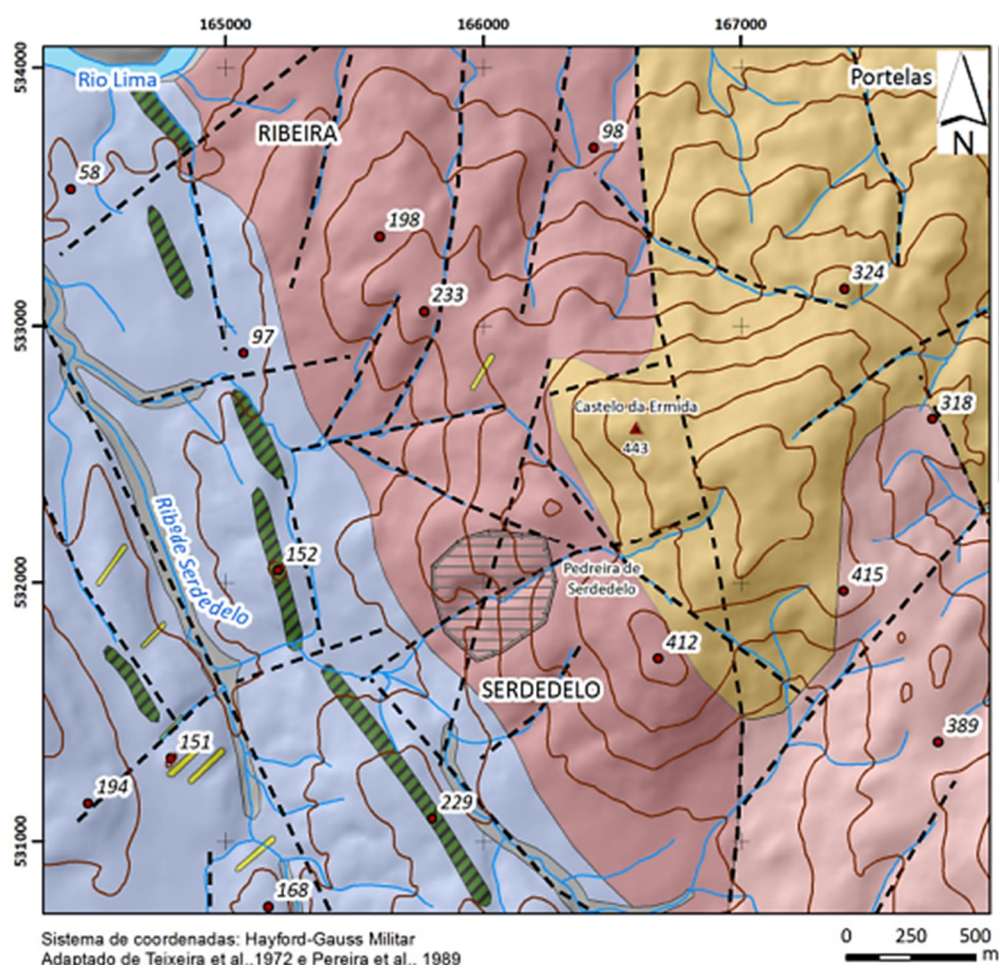 165000
166000
167000
534000
Rio Lima
RIBEIRA
98
Portelas
N
58
198
324
233
533000
97
Castelo da Ermida
443
318
Ribª de Serdedelo
152
Pedreira de
Serdedelo
415
532000
412
SERDEDELO
389
151
194
229
531000
168
Sistema de coordenadas: Hayford-Gauss Militar
Adaptado de Teixeira et al.,1972 e Pereira et al., 1989
0 250 500
m